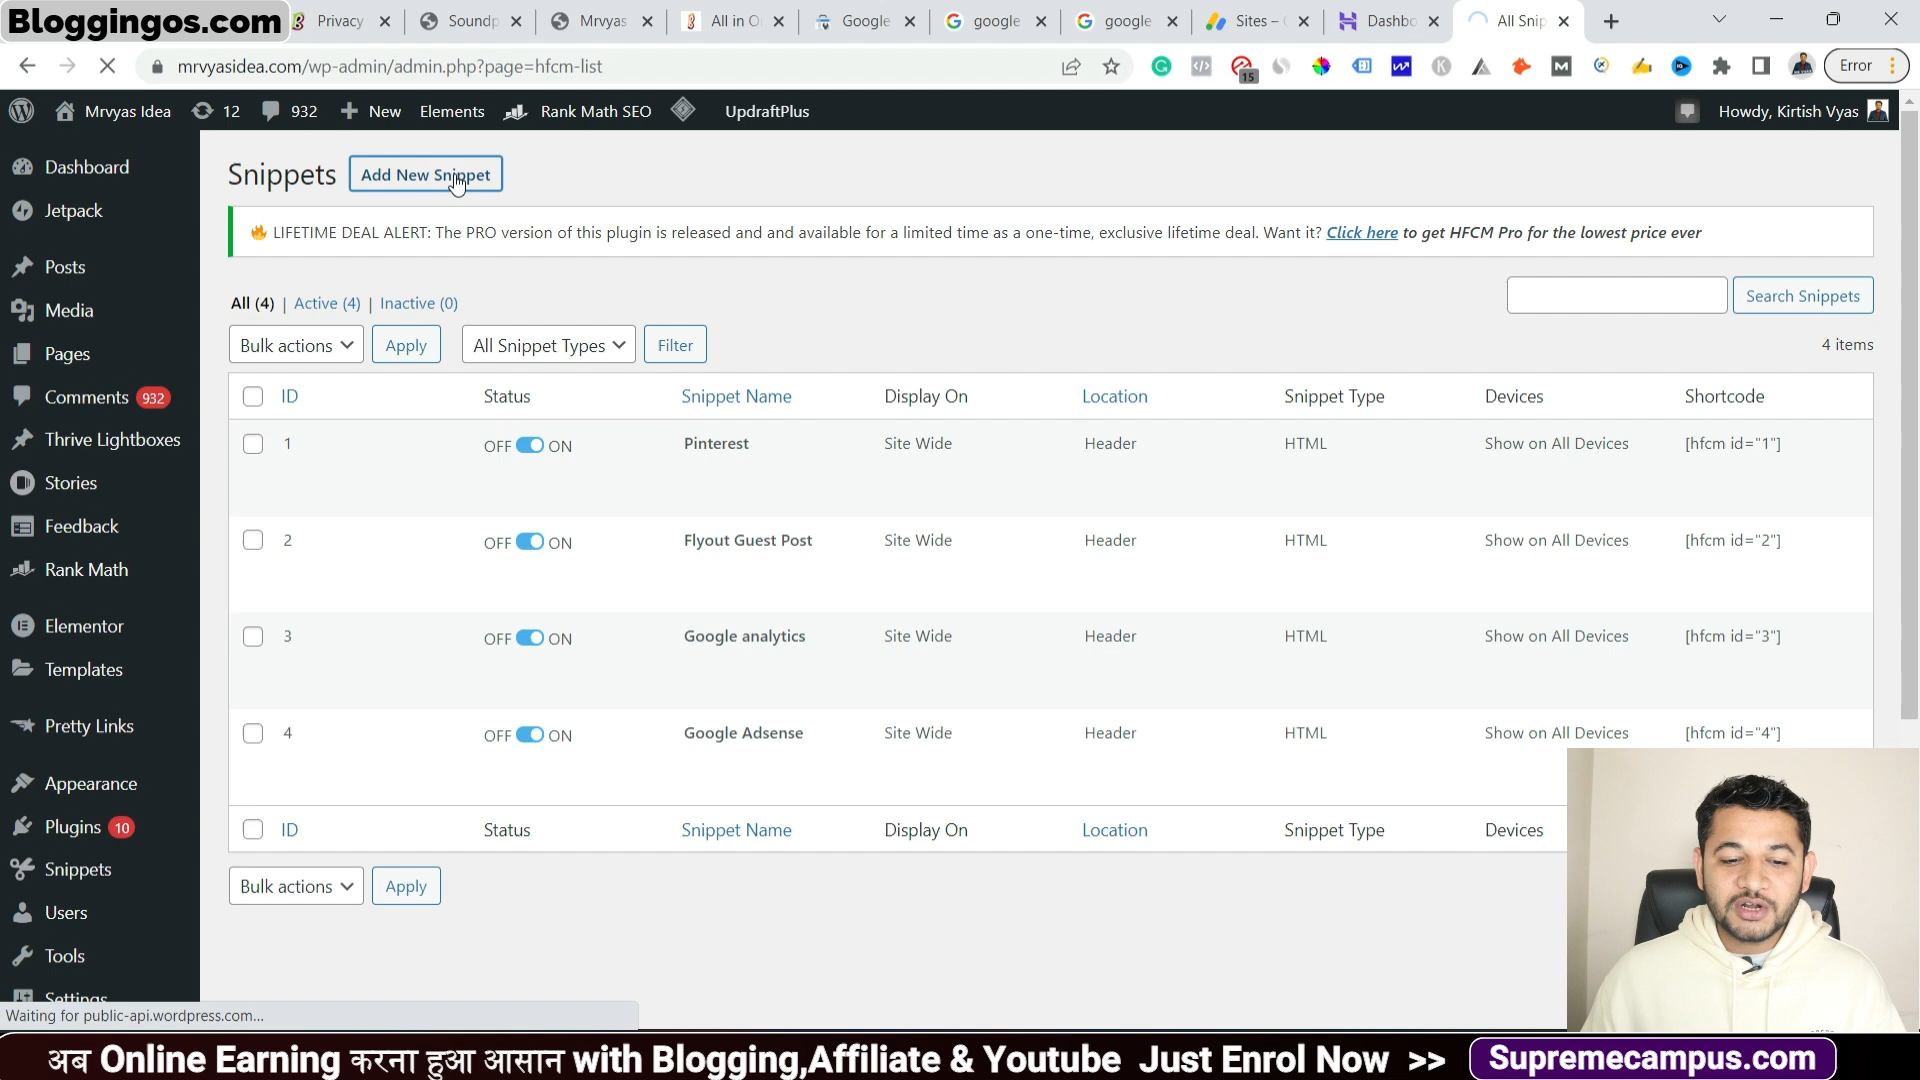 Bloggingos.com
Privacy
Soundp
Mrvyas
All in O
Google
google
google
Sites –
Dashbo
All Snip
mrvyasidea.com/wp-admin/admin.php?page=hfcm-list
15
Error
Mrvyas Idea
12
932
New
Elements
Rank Math SEO
UpdraftPlus
Howdy, Kirtish Vyas
Dashboard
Jetpack
Posts
Media
Pages
Comments 932
Thrive Lightboxes
Stories
Feedback
Rank Math
Elementor
Templates
Pretty Links
Appearance
Plugins 10
Snippets
Users
Tools
Settings
Snippets
Add New Snippet
LIFETIME DEAL ALERT: The PRO version of this plugin is released and and available for a limited time as a one-time, exclusive lifetime deal. Want it? Click here to get HFCM Pro for the lowest price ever
All (4) | Active (4) | Inactive (0)
Search Snippets
Bulk actions
Apply
All Snippet Types
Filter
4 items
ID Status Snippet Name Display On Location Snippet Type Devices Shortcode
1 OFF ON Pinterest Site Wide Header HTML Show on All Devices [hfcm id="1"]
2 OFF ON Flyout Guest Post Site Wide Header HTML Show on All Devices [hfcm id="2"]
3 OFF ON Google analytics Site Wide Header HTML Show on All Devices [hfcm id="3"]
4 OFF ON Google Adsense Site Wide Header HTML Show on All Devices [hfcm id="4"]
ID Status Snippet Name Display On Location Snippet Type Devices
Bulk actions
Apply
Waiting for public-api.wordpress.com...
अब Online Earning करना हुआ आसान with Blogging,Affiliate & Youtube Just Enrol Now >> Supremecampus.com